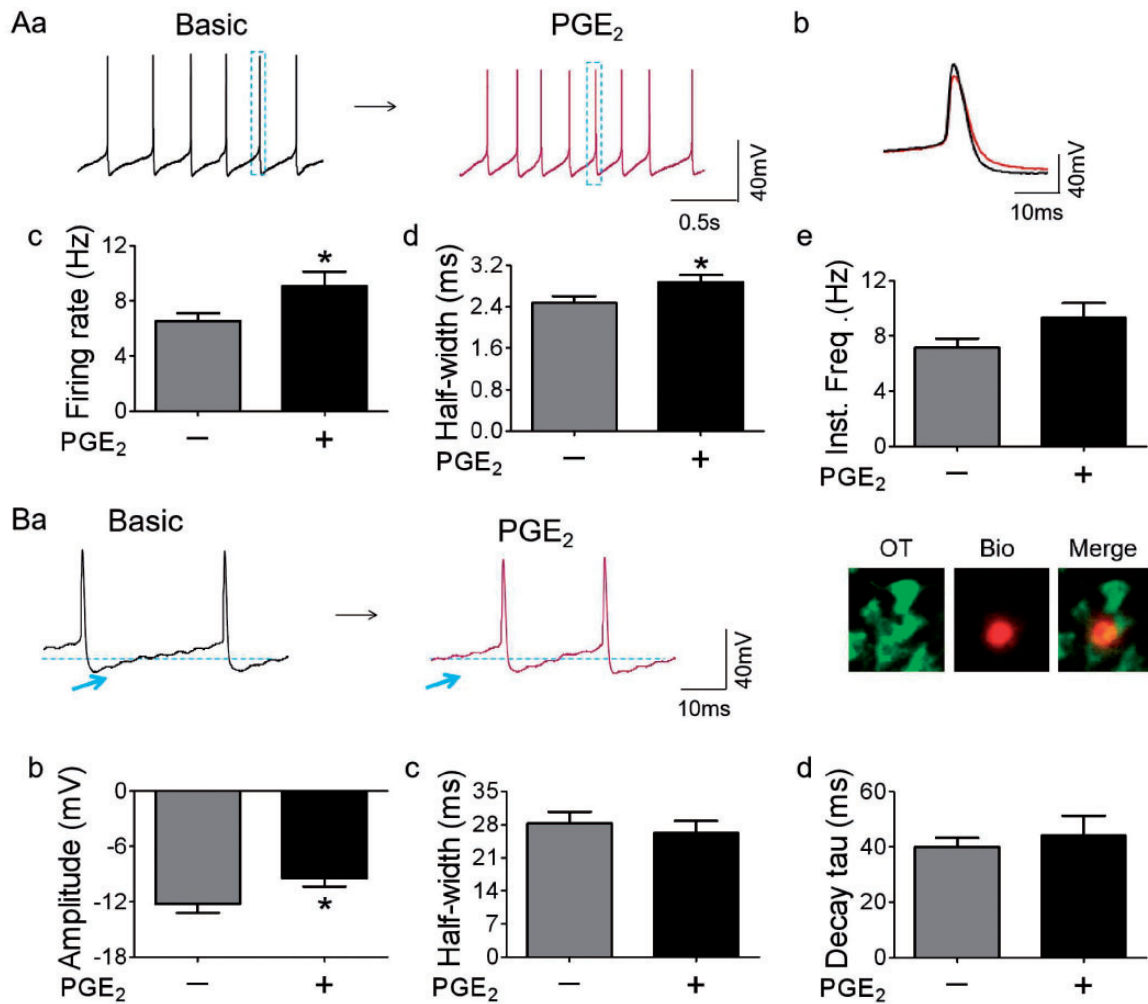 Aa Basic PGE₂ b
40mV
0.5s
40mV
10ms
c
Firing rate (Hz)
12
8
4
0
*
PGE₂ – +
d
Half-width (ms)
3.2
2.4
1.6
0.8
0.0
*
PGE₂ – +
e
Inst. Freq .(Hz)
12
8
4
0
PGE₂ – +
Ba Basic PGE₂
40mV
10ms
OT Bio Merge
b
Amplitude (mV)
0
-6
-12
-18
*
PGE₂ – +
c
Half-width (ms)
35
28
21
14
7
0
PGE₂ – +
d
Decay tau (ms)
60
40
20
0
PGE₂ – +